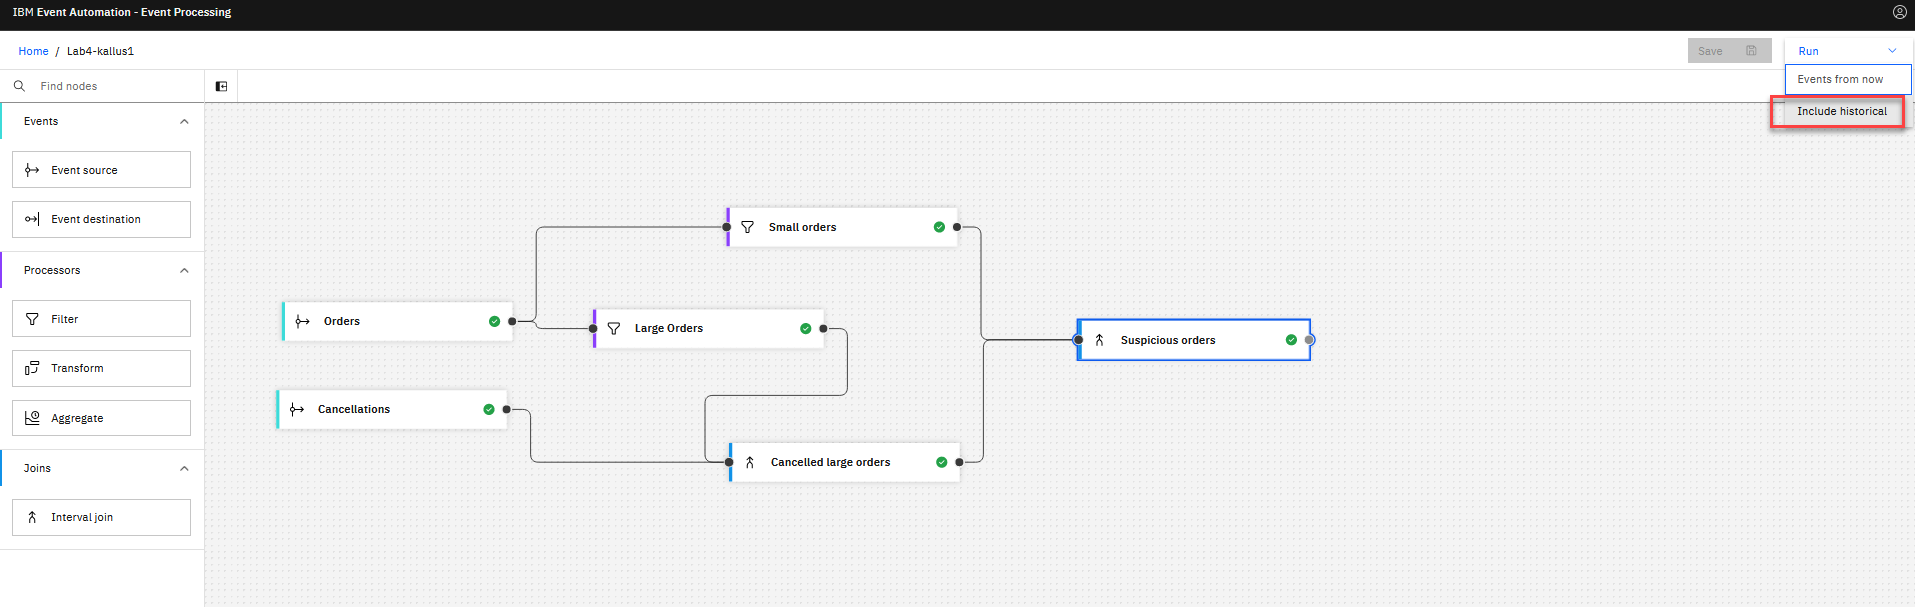 IBM Event Automation - Event Processing
Home / Lab4-kallus1
Save
Run
Events from now
Include historical
Find nodes
Events
Event source
Event destination
Processors
Filter
Transform
Aggregate
Joins
Interval join
Small orders
Orders
Large Orders
Suspicious orders
Cancellations
Cancelled large orders